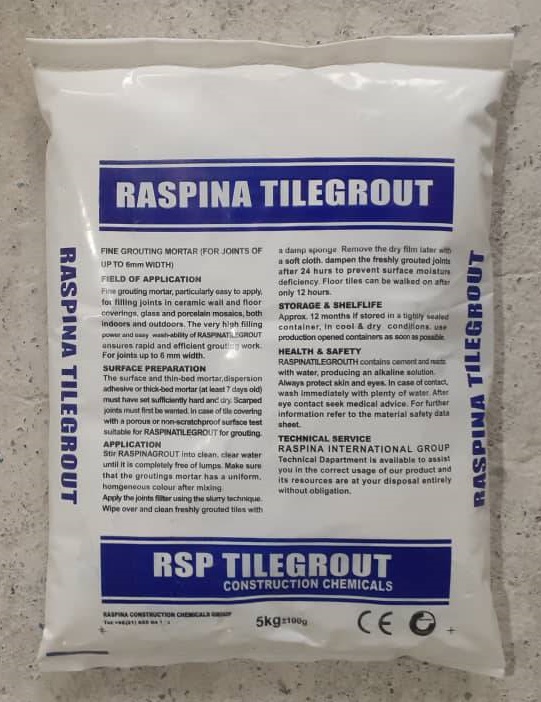 RASPINA TILEGROUT
RASPINA TILEGROUT
FINE GROUTING MORTAR (FOR JOINTS OF
UP TO 6mm WIDTH)
FIELD OF APPLICATION
Fine grouting mortar, particularly easy to apply,
for filling joints in ceramic wall and floor
coverings, glass and porcelain mosaics, both
indoors and outdoors. The very high filling
power and easy wash-ability of RASPINATILEGROUT
ensures rapid and efficient grouting work.
For joints up to 6 mm width.
SURFACE PREPARATION
The surface and thin-bed mortar,dispersion
adhesive or thick-bed mortar (at least 7 days old)
must have set sufficiently hard and dry. Scarped
joints must first be wanted. In case of tile covering
with a porous or non-scratchproof surface test
suitable for RASPINATILEGROUT for grouting.
APPLICATION
Stir RASPINAGROUT into clean, clear water
until it is completely free of lumps. Make sure
that the groutings mortar has a uniform,
homgeneous colour after mixing.
Apply the joints filter using the slurry technique.
Wipe over and clean freshly grouted tiles with
a damp sponge Remove the dry film later with
a soft cloth. dampen the freshly grouted joints
after 24 hurs to prevent surface moisture
deficiency. Floor tiles can be walked on after
only 12 hours.
STORAGE & SHELFLIFE
Approx. 12 months if stored in a tightly sealed
container, in cool & dry conditions. use
production opened containers as soon as possible.
HEALTH & SAFETY
RASPINATILEGROUTH contains cement and reacts
with water, producing an alkaline solution.
Always protect skin and eyes. In case of contact,
wash immediately with plenty of water. After
eye contact seek medical advice. For further
information refer to the material safety data
sheet.
TECHNICAL SERVICE
RASPINA INTERNATIONAL GROUP
Technical Dapartment is available to assist
you in the correct usage of our product and
its resources are at your disposal entirely
without obligation.
RASPINA TILEGROUT
RSP TILEGROUT
CONSTRUCTION CHEMICALS
RASPINA CONSTRUCTION CHEMICALS GROUP
5kg±100g
CE